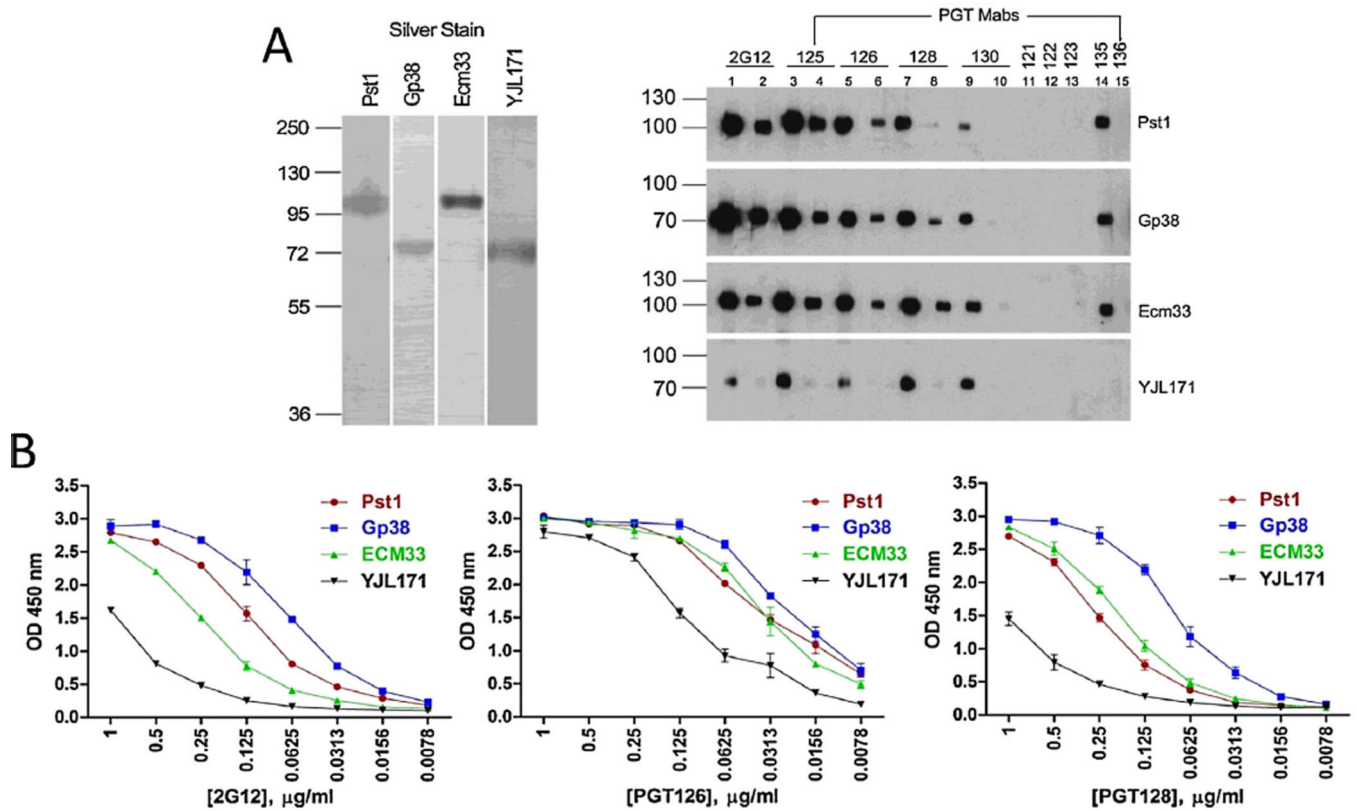 A
Silver Stain
Pst1 Gp38 Ecm33 YJL171
250
130
95
72
55
36
PGT Mabs
2G12 125 126 128 130 121 122 123 135 136
1 2 3 4 5 6 7 8 9 10 11 12 13 14 15
130
100
Pst1
100
70
Gp38
130
100
Ecm33
100
70
YJL171
B
3.5
3.0
2.5
2.0
1.5
1.0
0.5
0.0
OD 450 nm
Pst1
Gp38
ECM33
YJL171
1 0.5 0.25 0.125 0.0625 0.0313 0.0156 0.0078
[2G12], μg/ml
3.5
3.0
2.5
2.0
1.5
1.0
0.5
0.0
OD 450 nm
Pst1
Gp38
ECM33
YJL171
1 0.5 0.25 0.125 0.0625 0.0313 0.0156 0.0078
[PGT126], μg/ml
3.5
3.0
2.5
2.0
1.5
1.0
0.5
0.0
OD 450 nm
Pst1
Gp38
ECM33
YJL171
1 0.5 0.25 0.125 0.0625 0.0313 0.0156 0.0078
[PGT128], μg/ml